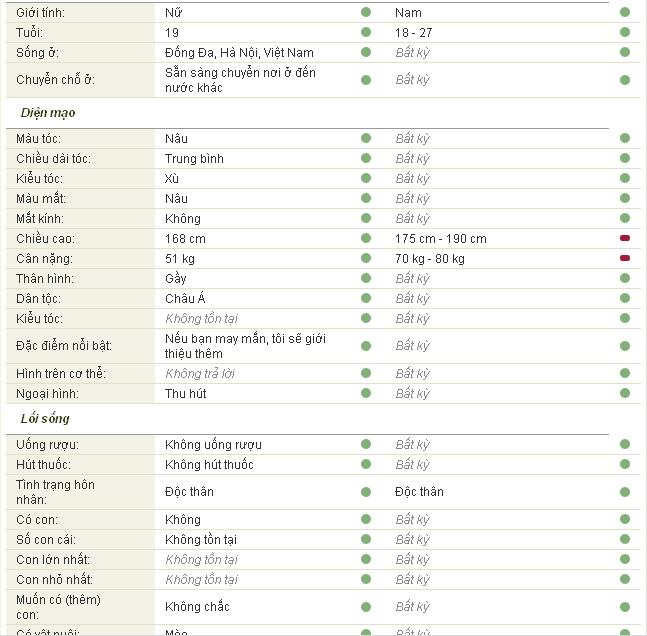 Giới tính: Nữ Nam
Tuổi: 19 18 - 27
Sống ở: Đống Đa, Hà Nội, Việt Nam Bất kỳ
Chuyển chỗ ở: Sẵn sàng chuyển nơi ở đến nước khác Bất kỳ
Diện mạo
Màu tóc: Nâu Bất kỳ
Chiều dài tóc: Trung bình Bất kỳ
Kiểu tóc: Xù Bất kỳ
Màu mắt: Nâu Bất kỳ
Mắt kính: Không Bất kỳ
Chiều cao: 168 cm 175 cm - 190 cm
Cân nặng: 51 kg 70 kg - 80 kg
Thân hình: Gầy Bất kỳ
Dân tộc: Châu Á Bất kỳ
Kiểu tóc: Không tồn tại Bất kỳ
Đặc điểm nổi bật: Nếu bạn may mắn, tôi sẽ giới thiệu thêm Bất kỳ
Hình trên cơ thể: Không trả lời Bất kỳ
Ngoại hình: Thu hút Bất kỳ
Lối sống
Uống rượu: Không uống rượu Bất kỳ
Hút thuốc: Không hút thuốc Bất kỳ
Tình trạng hôn nhân: Độc thân Độc thân
Có con: Không Bất kỳ
Số con cái: Không tồn tại Bất kỳ
Con lớn nhất: Không tồn tại Bất kỳ
Con nhỏ nhất: Không tồn tại Bất kỳ
Muốn có (thêm) con: Không chắc Bất kỳ
Có vật nuôi: Mèo Bất kỳ